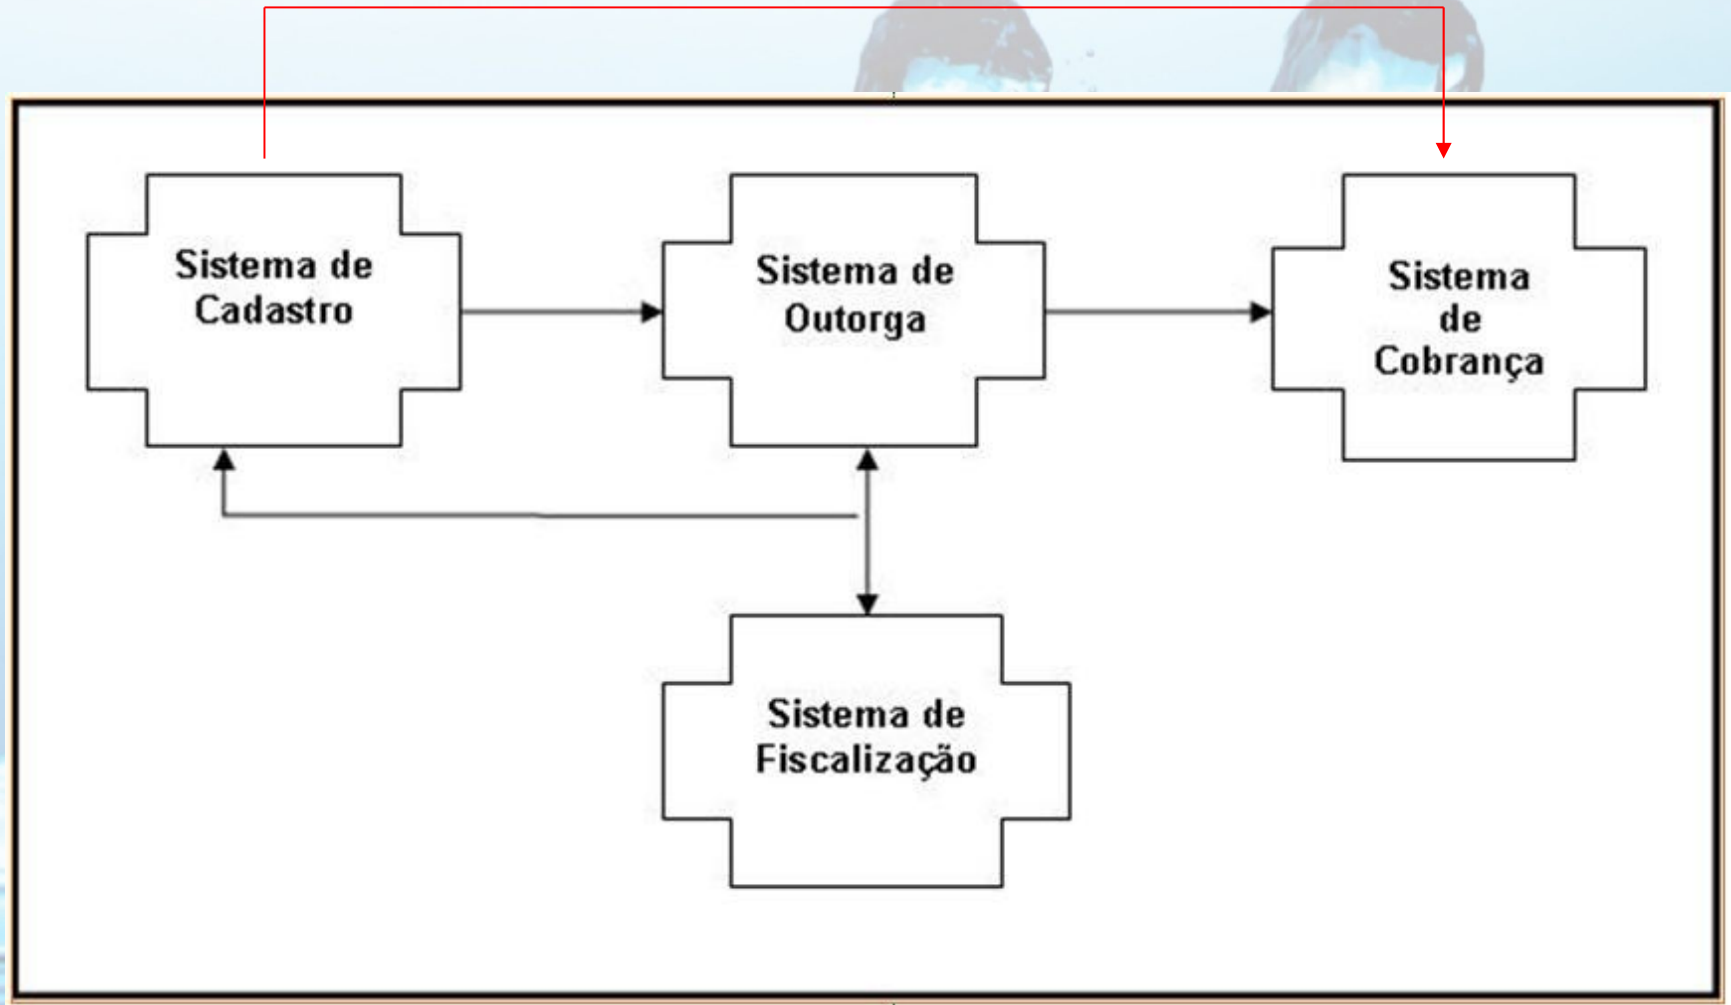 Sistema de
Cadastro
Sistema de
Outorga
Sistema
de
Cobrança
Sistema de
Fiscalização